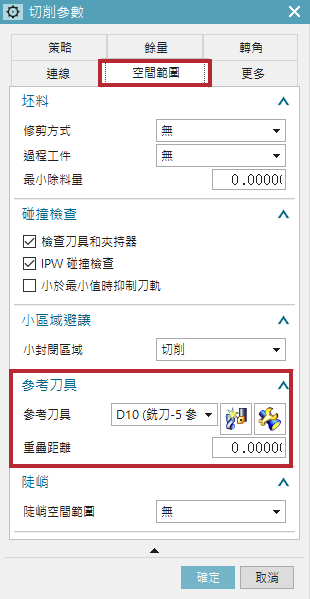 切削參數
策略 餘量 轉角
連線 空間範圍 更多
坯料
修剪方式 無
過程工件 無
最小除料量 0.0000
碰撞檢查
檢查刀具和夾持器
IPW 碰撞檢查
小於最小值時抑制刀軌
小區域避讓
小封閉區域 切削
參考刀具
參考刀具 D10 (銑刀-5 參
重疊距離 0.0000
陡峭
陡峭空間範圍 無
確定 取消